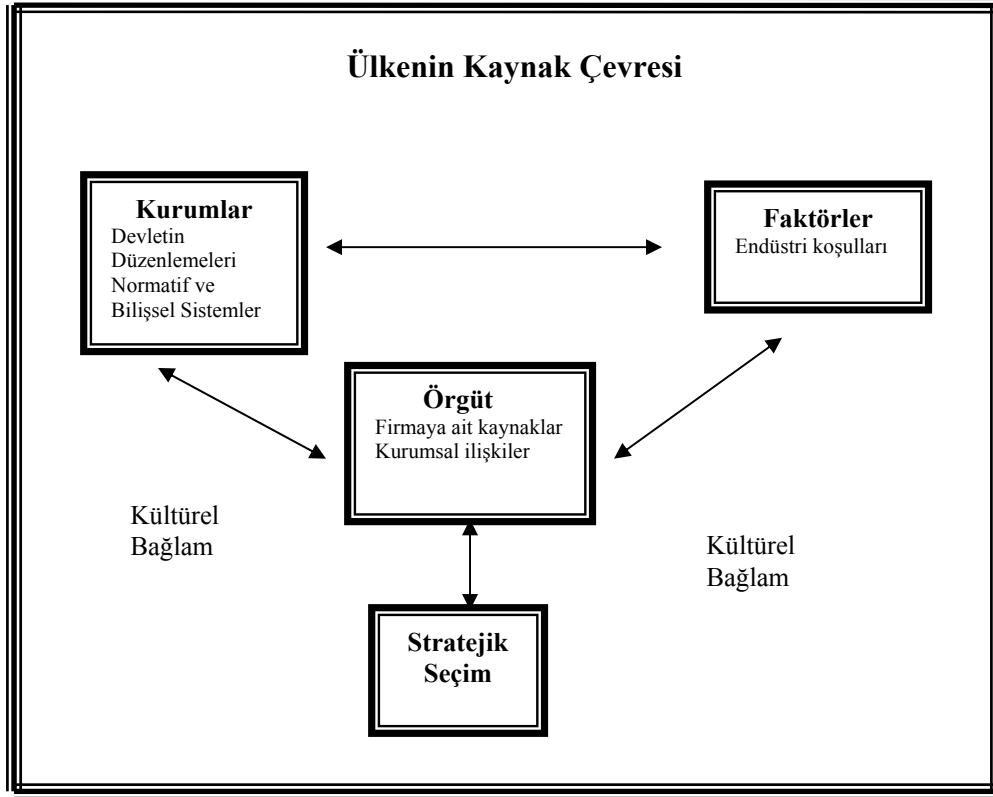 Ülkenin Kaynak Çevresi
Kurumlar
Devletin
Düzenlemeleri
Normatif ve
Bilişsel Sistemler
Faktörler
Endüstri koşulları
Örgüt
Firmaya ait kaynaklar
Kurumsal ilişkiler
Kültürel
Bağlam
Kültürel
Bağlam
Stratejik
Seçim